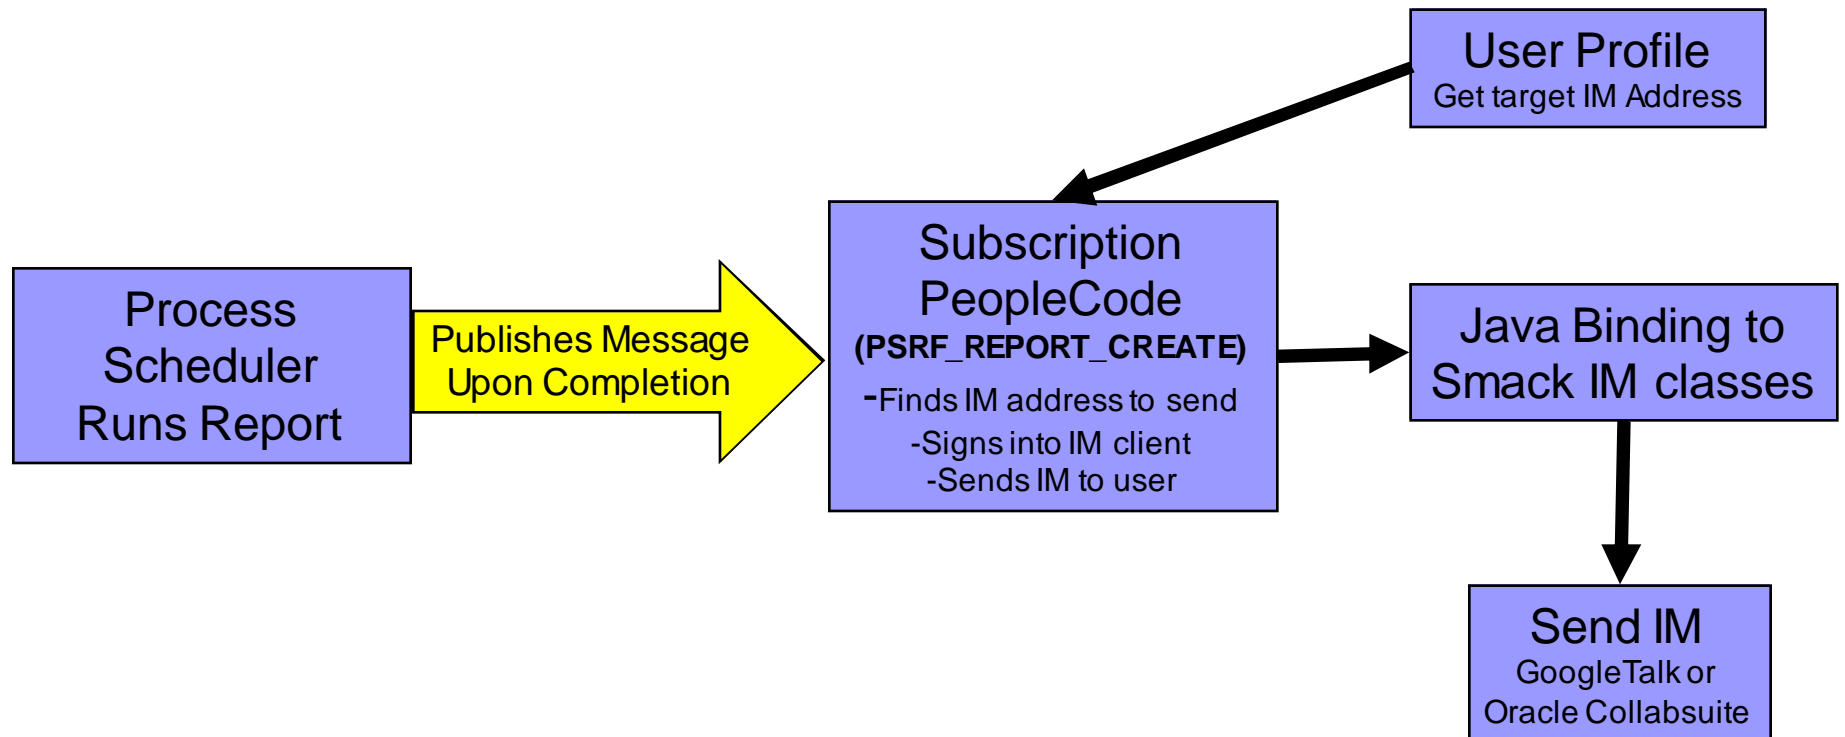 Process
Scheduler
Runs Report
Publishes Message
Upon Completion
Subscription
PeopleCode
(PSRF_REPORT_CREATE)
-Finds IM address to send
-Signs into IM client
-Sends IM to user
User Profile
Get target IM Address
Java Binding to
Smack IM classes
Send IM
GoogleTalk or
Oracle Collabsuite